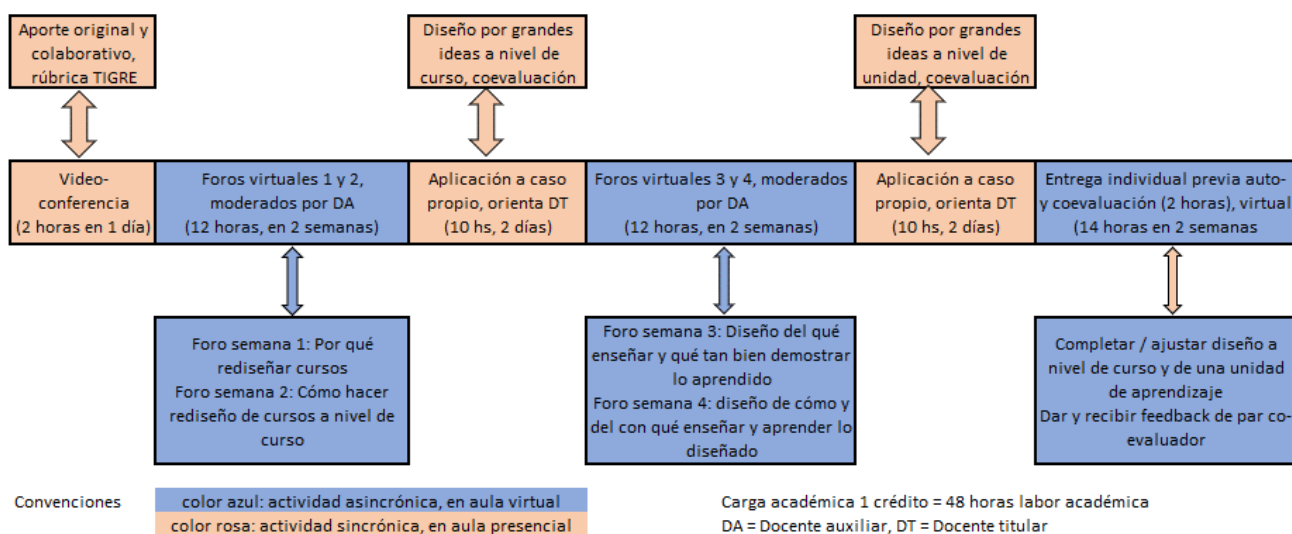 Aporte original y
colaborativo,
rúbrica TIGRE
Diseño por grandes
ideas a nivel de
curso, coevaluación
Diseño por grandes
ideas a nivel de
unidad, coevaluación
Video-
conferencia
(2 horas en 1 día)
Foros virtuales 1 y 2,
moderados por DA
(12 horas, en 2 semanas)
Aplicación a caso
propio, orienta DT
(10 hs, 2 días)
Foros virtuales 3 y 4, moderados
por DA
(12 horas, en 2 semanas)
Aplicación a caso
propio, orienta DT
(10 hs, 2 días)
Entrega individual previa auto-
y coevaluación (2 horas), virtual
(14 horas en 2 semanas
Foro semana 1: Por qué
rediseñar cursos
Foro semana 2: Cómo hacer
rediseño de cursos a nivel de
curso
Foro semana 3: Diseño del qué
enseñar y qué tan bien demostrar
lo aprendido
Foro semana 4: diseño de cómo y
del con qué enseñar y aprender lo
diseñado
Completar / ajustar diseño a
nivel de curso y de una unidad
de aprendizaje
Dar y recibir feedback de par co-
evaluador
Convenciones
color azul: actividad asincrónica, en aula virtual
color rosa: actividad sincrónica, en aula presencial
Carga académica 1 crédito = 48 horas labor académica
DA = Docente auxiliar, DT = Docente titular